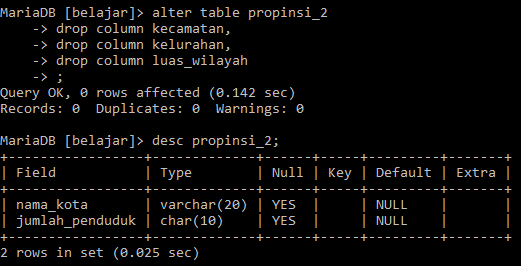 MariaDB [belajar]> alter table propinsi_2
    -> drop column kecamatan,
    -> drop column kelurahan,
    -> drop column luas_wilayah
    -> ;
Query OK, 0 rows affected (0.142 sec)
Records: 0  Duplicates: 0  Warnings: 0

MariaDB [belajar]> desc propinsi_2;
+-----------------+-------------+------+-----+---------+-------+
| Field           | Type        | Null | Key | Default | Extra |
+-----------------+-------------+------+-----+---------+-------+
| nama_kota       | varchar(20) | YES  |     | NULL    |       |
| jumlah_penduduk | char(10)    | YES  |     | NULL    |       |
+-----------------+-------------+------+-----+---------+-------+
2 rows in set (0.025 sec)